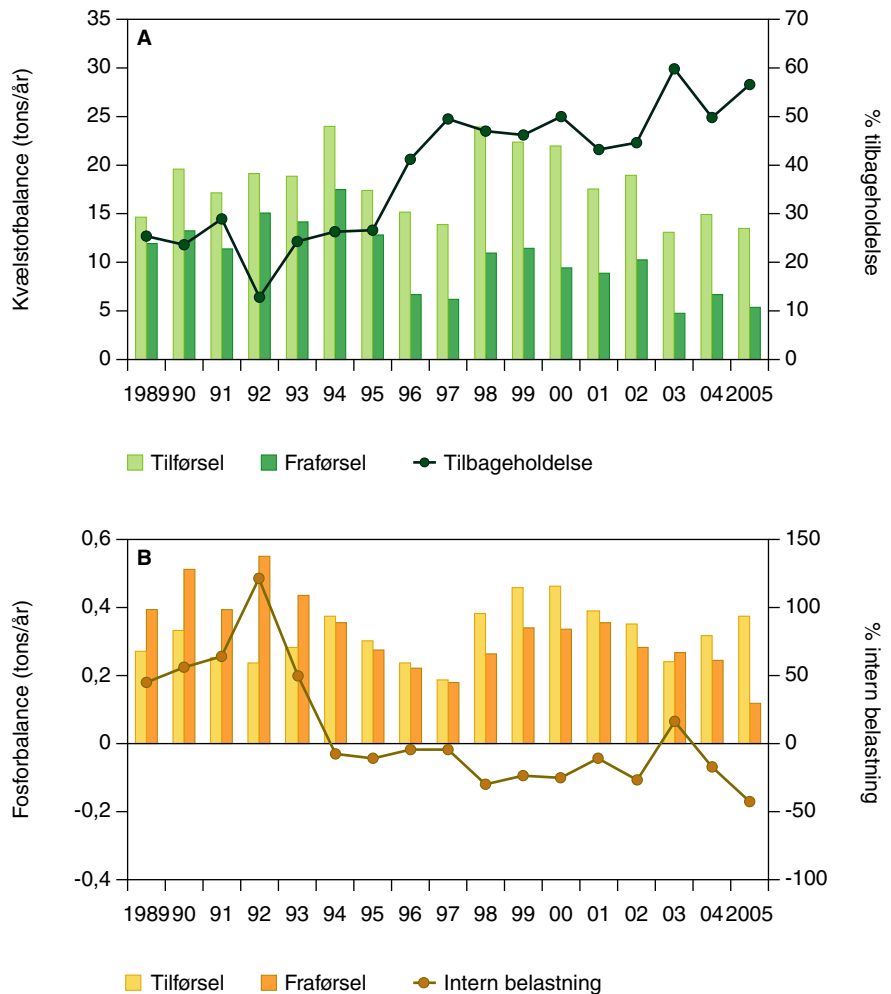 A
Kvælstofbalance (tons/år)
% tilbageholdelse
35 70
30 60
25 50
20 40
15 30
10 20
5 10
0 0
1989 90 91 92 93 94 95 96 97 98 99 00 01 02 03 04 2005
Tilførsel Fraførsel Tilbageholdelse
B
Fosforbalance (tons/år)
% intern belastning
0,6 150
0,4 100
0,2 50
0 0
-0,2 -50
-0,4 -100
1989 90 91 92 93 94 95 96 97 98 99 00 01 02 03 04 2005
Tilførsel Fraførsel Intern belastning